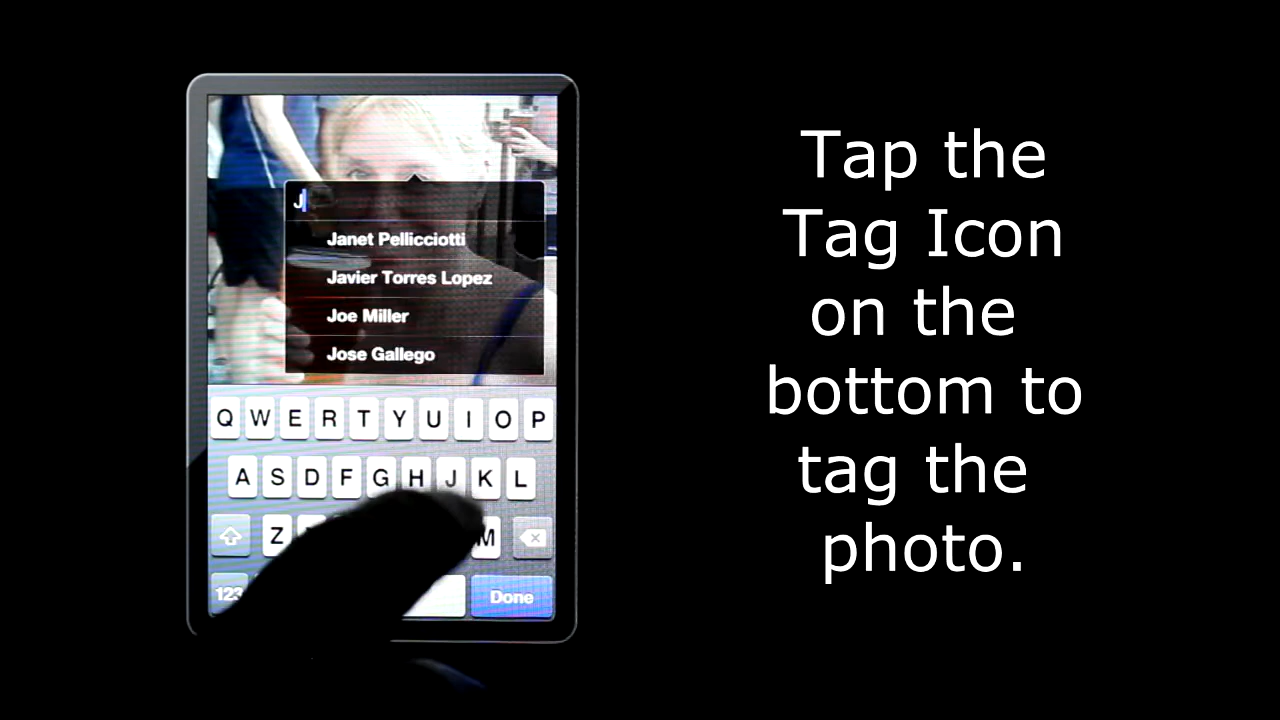 J
Janet Pellicciotti
Javier Torres Lopez
Joe Miller
Jose Gallego
Q W E R T Y U I O P
A S D F G H J K L
Z M
123 Done
Tap the
Tag Icon
on the
bottom to
tag the
photo.